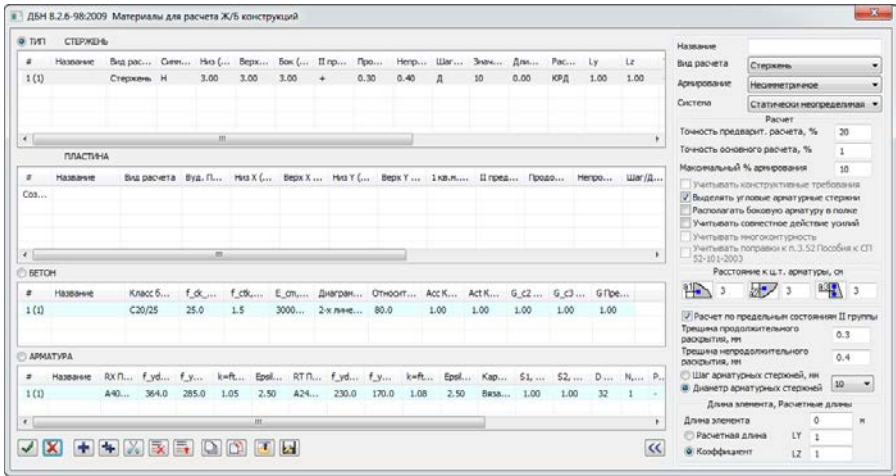 ДБН В.2.6-98:2009 Материалы для расчета Ж/Б конструкций
ТИП СТЕРЖЕНЬ
# Название Вид рас... Симм... Низ (... Верх... Бок (... II пр... Про... Непр... Шаг... Знач... Дли... Рас... Ly Lz
1 (1) Стержень Н 3.00 3.00 3.00 + 0.30 0.40 Д 10 0.00 КРД 1.00 1.00
ПЛАСТИНА
# Название Вид расчета Вуд. П... Низ X (... Верх X ... Низ Y (... Верх Y ... 1 кв.м.... II пред... Продо... Непро... Шаг/Д...
Соз...
БЕТОН
# Название Класс б... f_ck_... f_ctk,... E_cm,... Диаграм... Относит... Acc К... Act К... G_c2 ... G_c3 ... G Пре...
1 (1) C20/25 25.0 1.5 3000... 2-х лине... 80.0 1.00 1.00 1.00 1.00 1.00
АРМАТУРА
# Название RX П... f_yd... f_y... k=ft... Epsil... RT П... f_yd... f_y... k=ft... Epsil... Кар... S1, ... S2, ... D ... N,... P...
1 (1) A40... 364.0 285.0 1.05 2.50 A24... 230.0 170.0 1.08 2.50 Вяза... 1.00 1.00 32 1 -
Название
Вид расчета Стержень
Армирование Несимметричное
Система Статически неопределимая
Расчет
Точность предварит. расчета, % 20
Точность основного расчета, % 1
Максимальный % армирования 10
Учитывать конструктивные требования
Выделять угловые арматурные стержни
Располагать боковую арматуру в полке
Учитывать совместное действие усилий
Учитывать многоконтурность
Учитывать поправки к п.3.52 Пособия к СП
52-101-2003
Расстояние к ц.т. арматуры, см
a1 3 a2 3 a3 3
Расчет по предельным состояниям II группы
Трещина продолжительного
раскрытия, мм 0.3
Трещина непродолжительного
раскрытия, мм 0.4
Шаг арматурных стержней, мм
Диаметр арматурных стержней 10
Длина элемента, Расчетные длины
Длина элемента 0 м
Расчетная длина LY 1
Коэффициент LZ 1